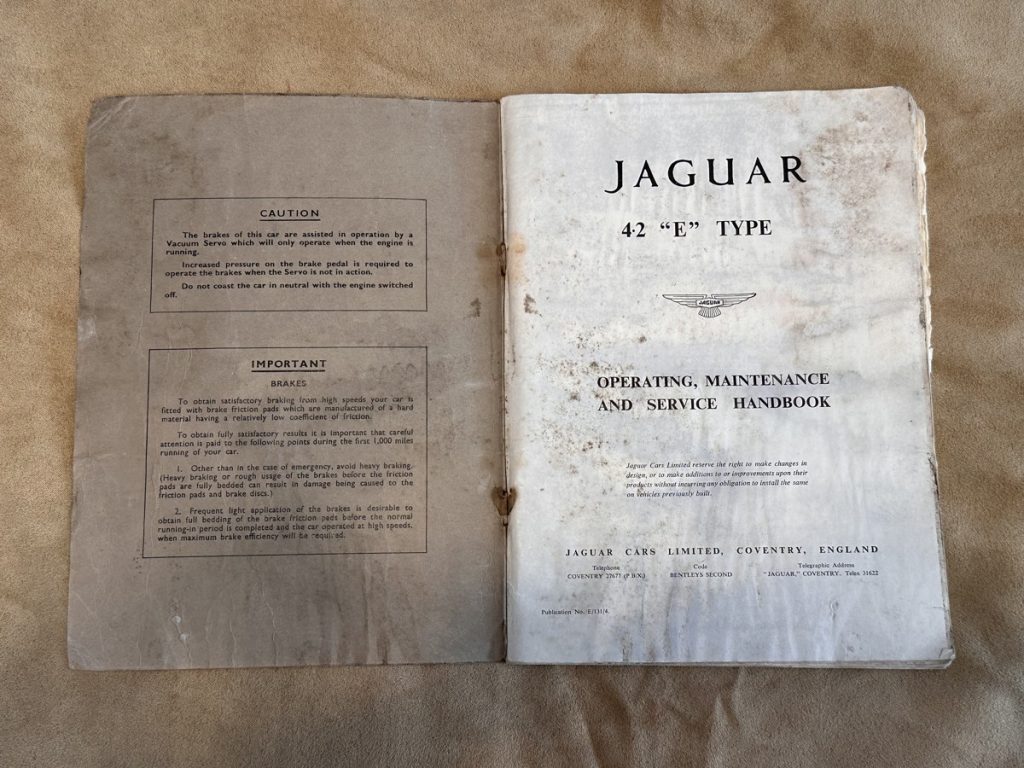 CAUTION
The brakes of this car are assisted in operation by a
Vacuum Servo which will only operate when the engine is
running.
Increased pressure on the brake pedal is required to
operate the brakes when the Servo is not in action.
Do not coast the car in neutral with the engine switched
off.
IMPORTANT
BRAKES
To obtain satisfactory braking from high speeds your car is
fitted with brake friction pads which are manufactured of a hard
material having a relatively low coefficient of friction.
To obtain fully satisfactory results it is important that careful
attention is paid to the following points during the first 1,000 miles
running of your car.
1. Other than in the case of emergency, avoid heavy braking.
(Heavy braking or rough usage of the brakes before the friction
pads are fully bedded can result in damage being caused to the
friction pads and brake discs.)
2. Frequent light application of the brakes is desirable to
obtain full bedding of the brake friction pads before the normal
running-in period is completed and the car operated at high speeds,
when maximum brake efficiency will be required.
JAGUAR
4·2 “E” TYPE
JAGUAR
OPERATING, MAINTENANCE
AND SERVICE HANDBOOK
Jaguar Cars Limited reserve the right to make changes in
design, or to make additions to or improvements upon their
products without incurring any obligation to install the same
on vehicles previously built.
JAGUAR CARS LIMITED, COVENTRY, ENGLAND
Telephone Code Telegraphic Address
COVENTRY 27677 (P.B.X.) BENTLEYS SECOND “JAGUAR,” COVENTRY. Telex 31622
Publication No. E/131/4.